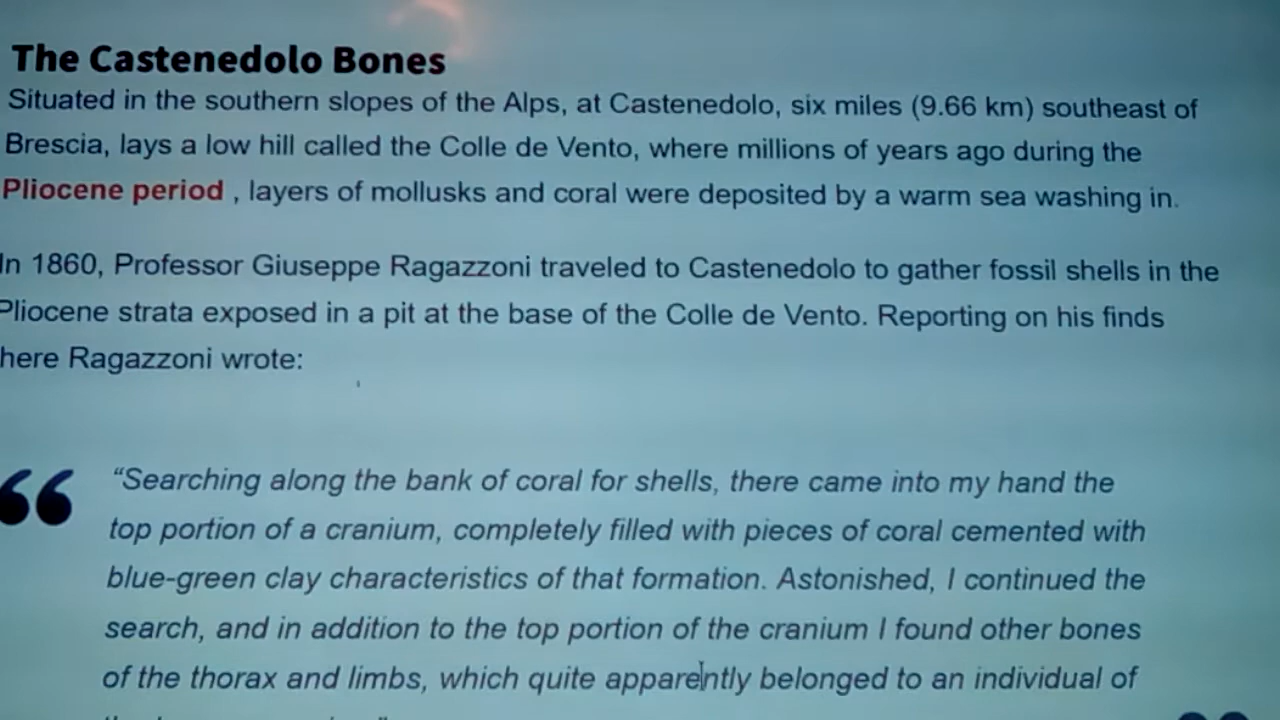 The Castenedolo Bones
Situated in the southern slopes of the Alps, at Castenedolo, six miles (9.66 km) southeast of
Brescia, lays a low hill called the Colle de Vento, where millions of years ago during the
Pliocene period , layers of mollusks and coral were deposited by a warm sea washing in.
In 1860, Professor Giuseppe Ragazzoni traveled to Castenedolo to gather fossil shells in the
Pliocene strata exposed in a pit at the base of the Colle de Vento. Reporting on his finds
here Ragazzoni wrote:
“Searching along the bank of coral for shells, there came into my hand the
top portion of a cranium, completely filled with pieces of coral cemented with
blue-green clay characteristics of that formation. Astonished, I continued the
search, and in addition to the top portion of the cranium I found other bones
of the thorax and limbs, which quite apparently belonged to an individual of